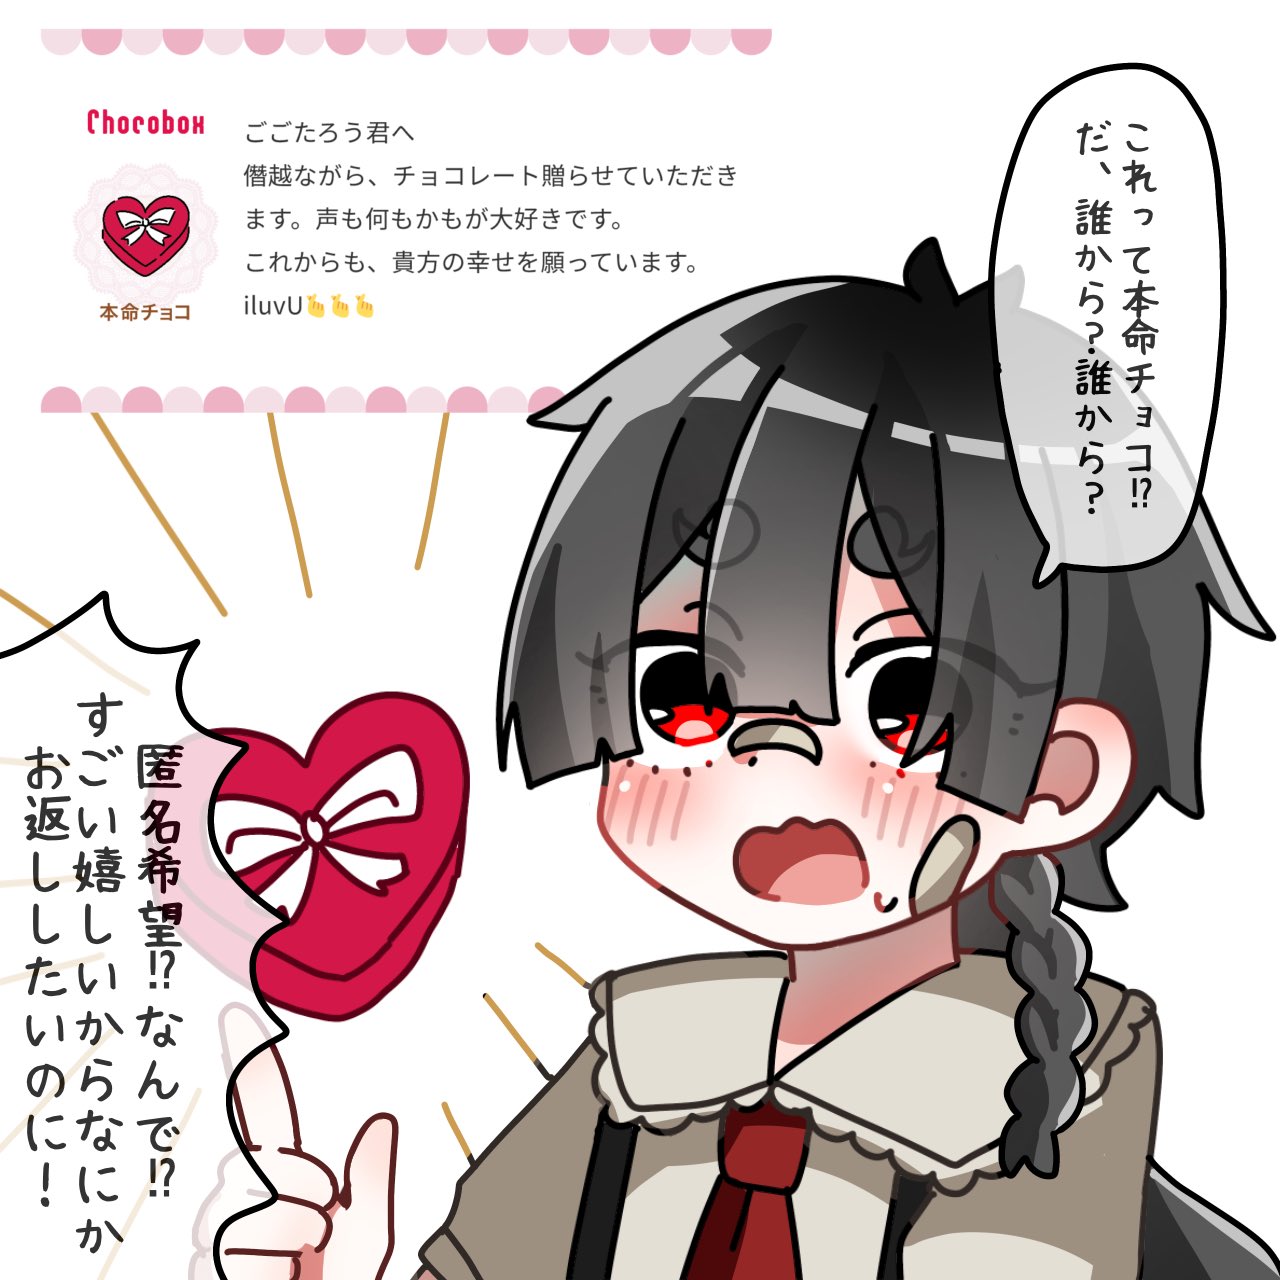 Chocobox
本命チョコ
ごごたろう君へ
僭越ながら、チョコレート贈らせていただき
ます。声も何もかもが大好きです。
これからも、貴方の幸せを願っています。
iluvU🫰🫰🫰
これって本命チョコ⁉
だ、誰から?誰から?
匿名希望⁉なんで⁉
すごい嬉しいからなにか
お返ししたいのに!